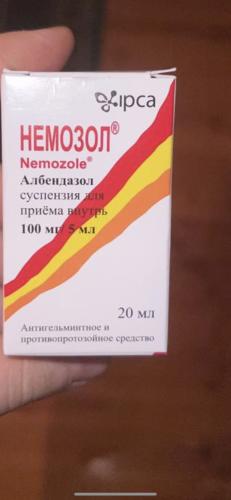 ipca
НЕМОЗОЛ®
Nemozole®
Албендазол
суспензия для
приёма внутрь
100 мг/ 5 мл
20 мл
Антигельминтное и
противопротозойное средство